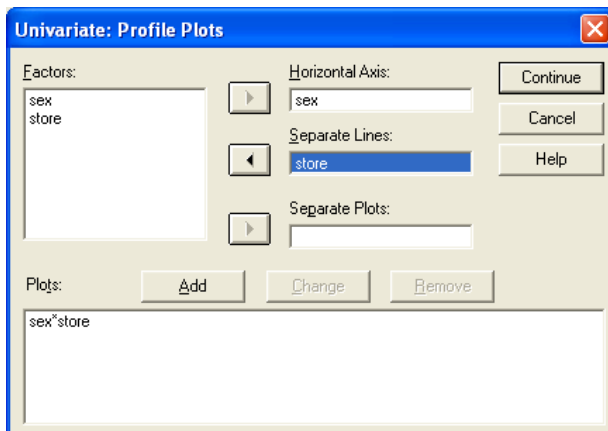 Univariate: Profile Plots
Factors:
sex
store
Horizontal Axis:
sex
Separate Lines:
store
Separate Plots:
Continue
Cancel
Help
Plots:
Add
Change
Remove
sex*store